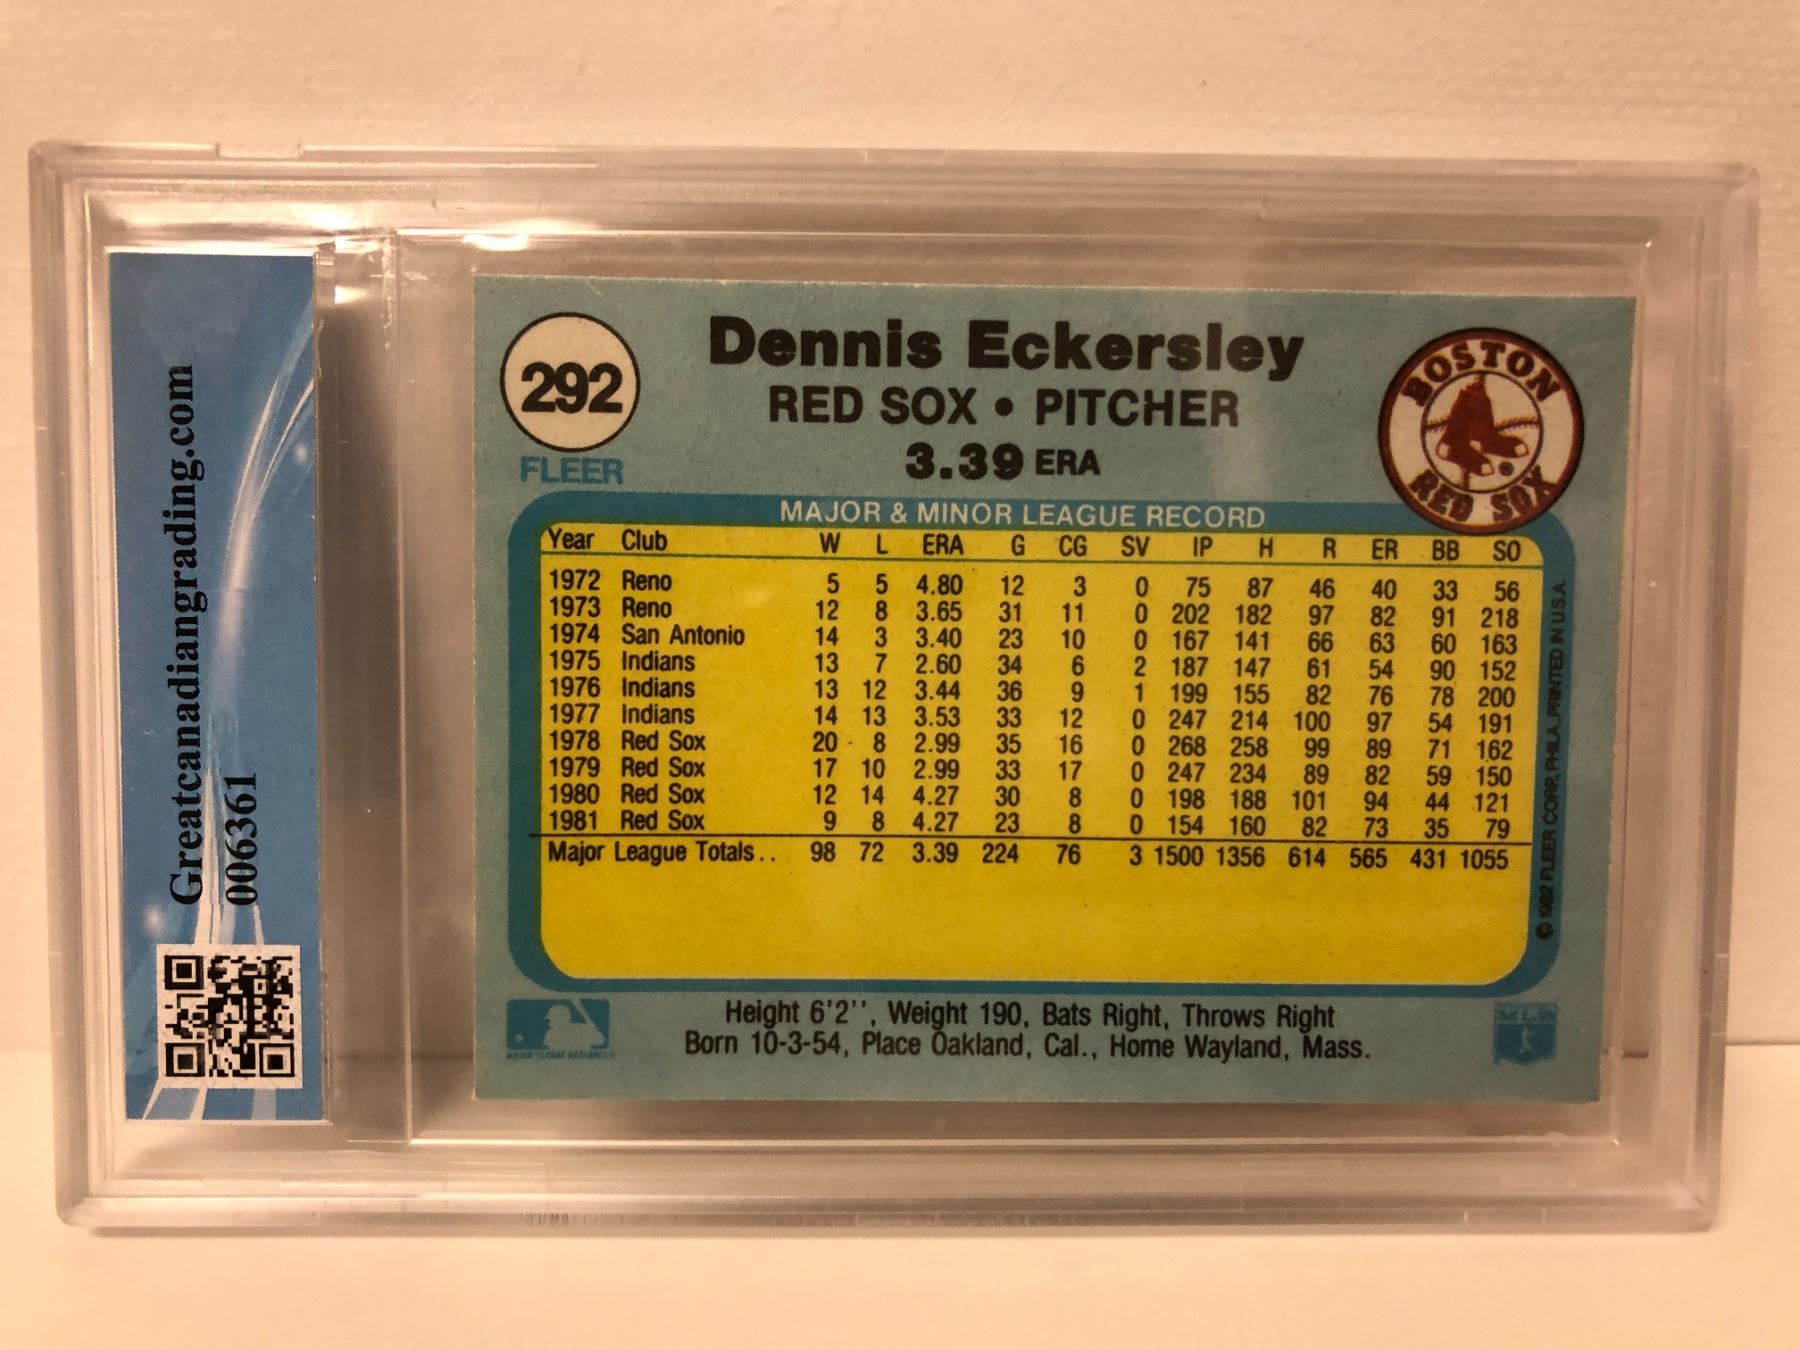 Greatcanadiangrading.com
006361
292
FLEER
Dennis Eckersley
RED SOX • PITCHER
3.39 ERA
BOSTON
RED SOX
MAJOR & MINOR LEAGUE RECORD
Year Club W L ERA G CG SV IP H R ER BB SO
1972 Reno 5 5 4.80 12 3 0 75 87 46 40 33 56
1973 Reno 12 8 3.65 31 11 0 202 182 97 82 91 218
1974 San Antonio 14 3 3.40 23 10 0 167 141 66 63 60 163
1975 Indians 13 7 2.60 34 6 2 187 147 61 54 90 152
1976 Indians 13 12 3.44 36 9 1 199 155 82 76 78 200
1977 Indians 14 13 3.53 33 12 0 247 214 100 97 54 191
1978 Red Sox 20 8 2.99 35 16 0 268 258 99 89 71 162
1979 Red Sox 17 10 2.99 33 17 0 247 234 89 82 59 150
1980 Red Sox 12 14 4.27 30 8 0 198 188 101 94 44 121
1981 Red Sox 9 8 4.27 23 8 0 154 160 82 73 35 79
Major League Totals.. 98 72 3.39 224 76 3 1500 1356 614 565 431 1055
© 1982 FLEER CORP., PHILA., PRINTED IN U.S.A.
Height 6'2'', Weight 190, Bats Right, Throws Right
Born 10-3-54, Place Oakland, Cal., Home Wayland, Mass.
MAJOR LEAGUE BASEBALL